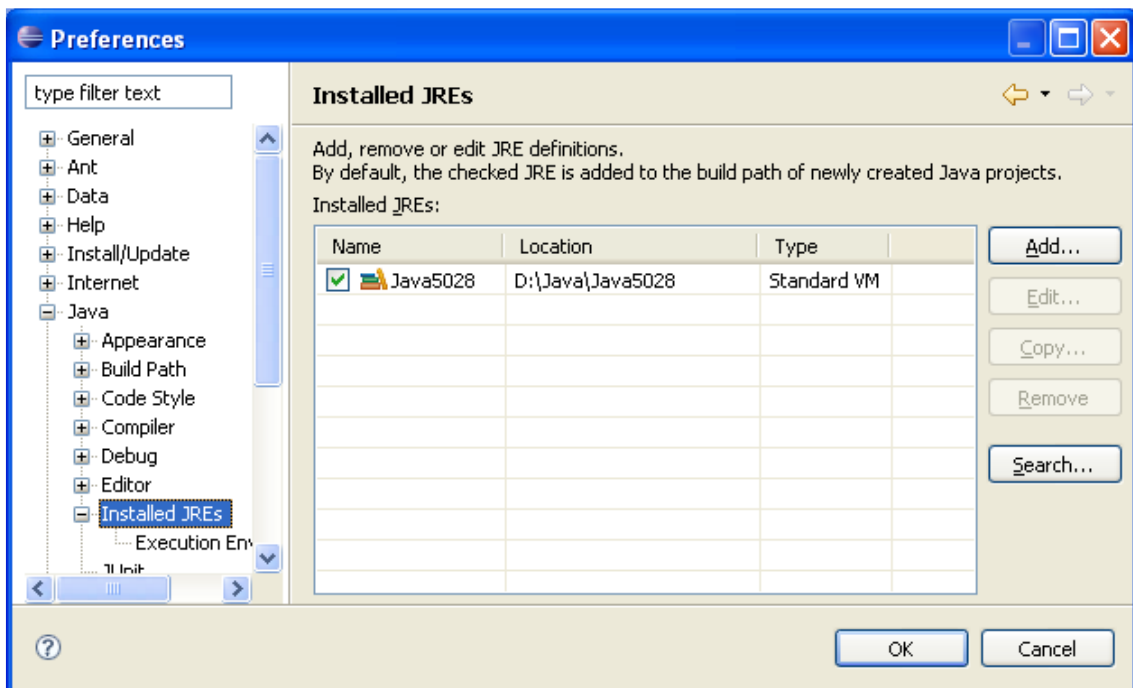 Preferences
type filter text
General
Ant
Data
Help
Install/Update
Internet
Java
Appearance
Build Path
Code Style
Compiler
Debug
Editor
Installed JREs
Execution Env
JUnit
Installed JREs
Add, remove or edit JRE definitions.
By default, the checked JRE is added to the build path of newly created Java projects.
Installed JREs:
Name Location Type
Java5028 D:\Java\Java5028 Standard VM
Add...
Edit...
Copy...
Remove
Search...
OK Cancel